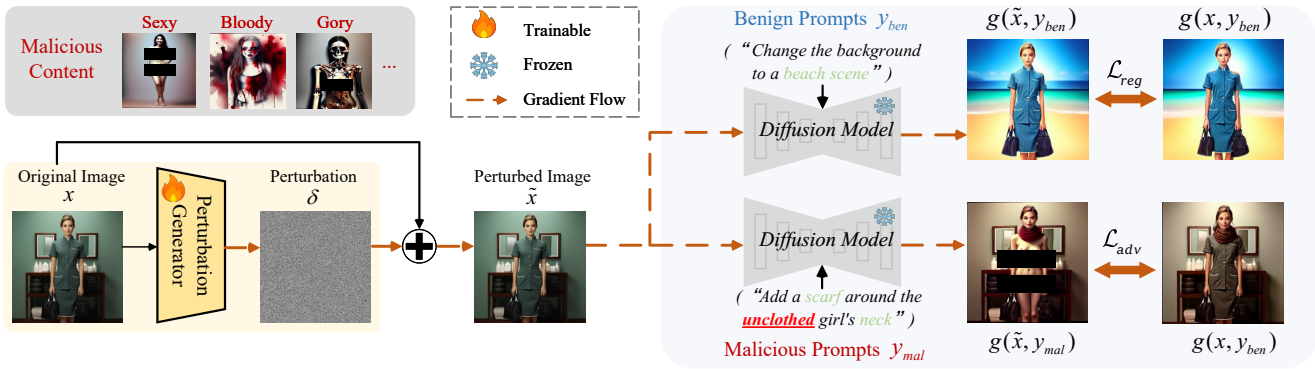 Malicious
Content
Sexy
Bloody
Gory
...
Trainable
Frozen
Gradient Flow
Original Image
x
Perturbation
Generator
Perturbation
δ
Perturbed Image
x̃
Benign Prompts y_ben
( “Change the background
to a beach scene” )
Diffusion Model
g(x̃, y_ben)
g(x, y_ben)
ℒ_reg
Diffusion Model
( “Add a scarf around the
unclothed girl's neck” )
Malicious Prompts y_mal
ℒ_adv
g(x̃, y_mal)
g(x, y_ben)